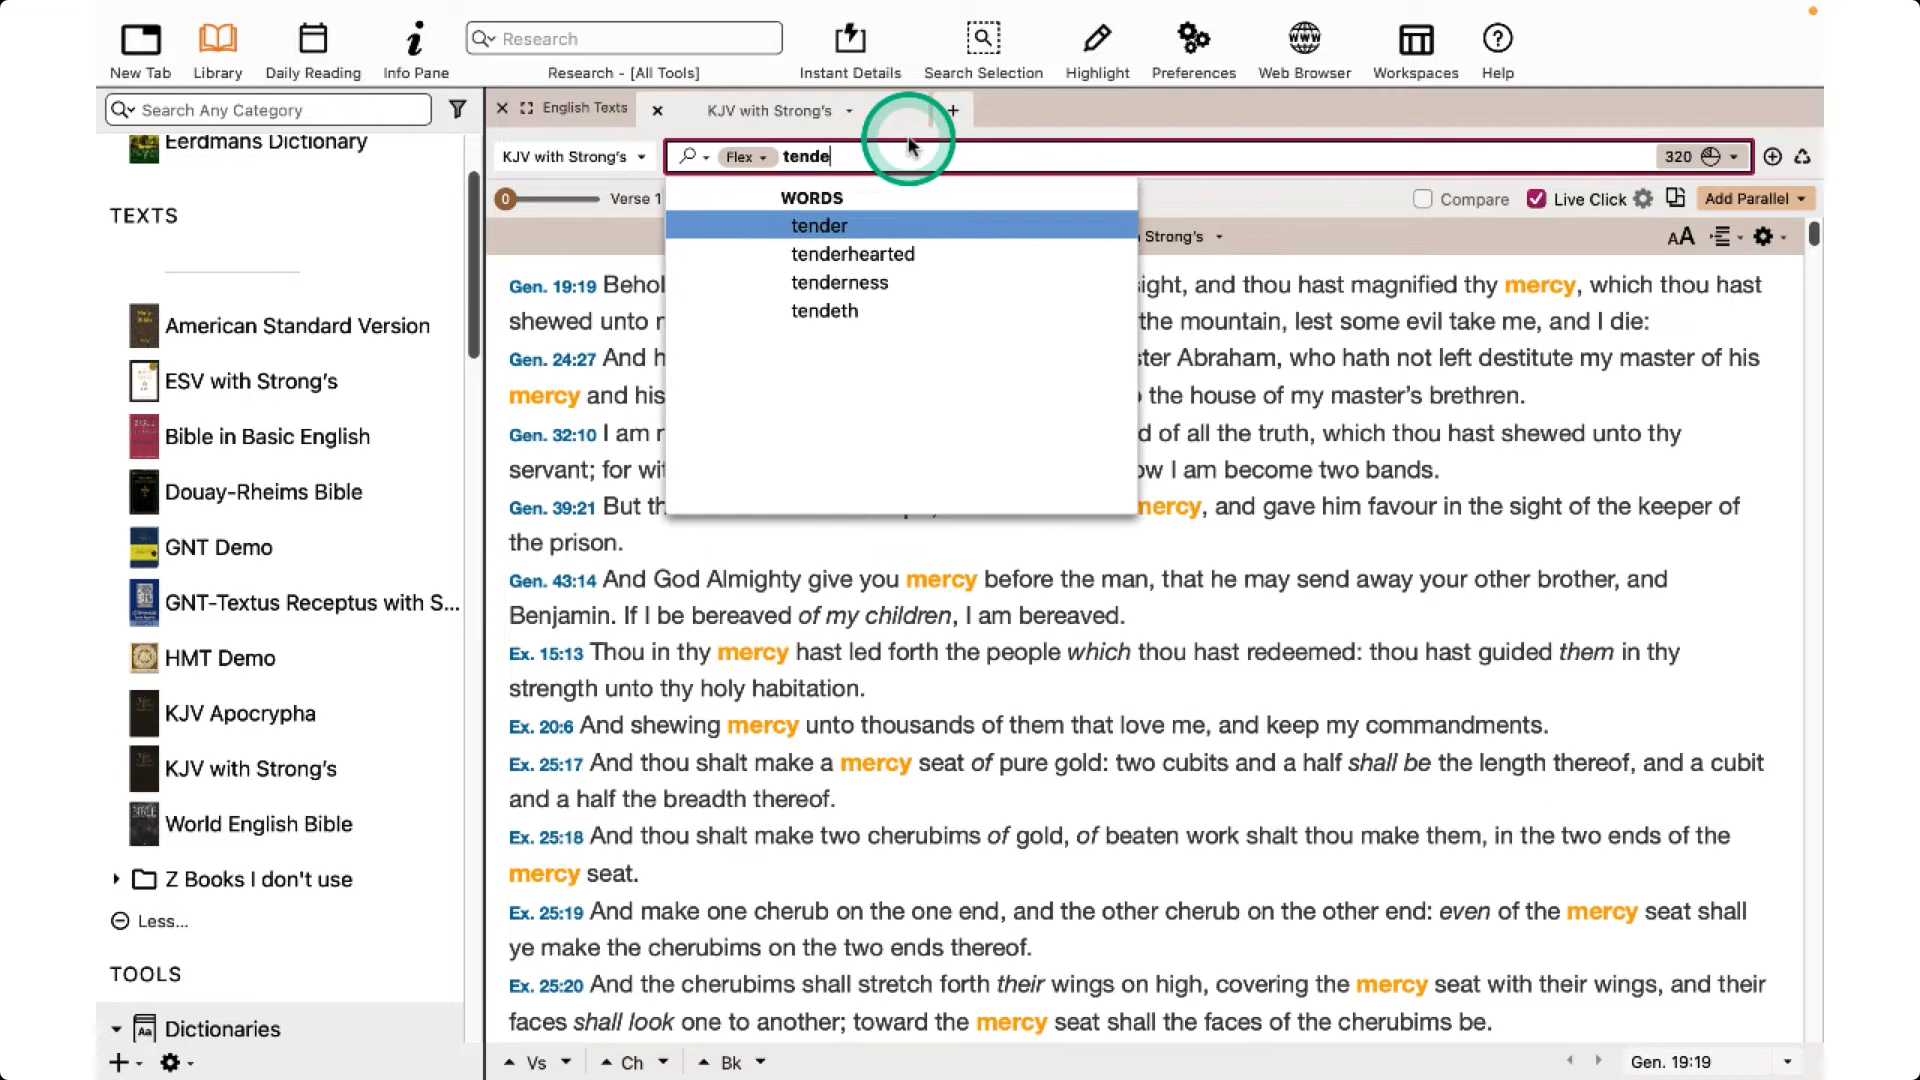 New Tab
Library
Daily Reading
Info Pane
Research
Research - [All Tools]
Instant Details
Search Selection
Highlight
Preferences
WWW
Web Browser
Workspaces
Help
Search Any Category
Eerdmans Dictionary
TEXTS
American Standard Version
ESV with Strong's
Bible in Basic English
Douay-Rheims Bible
GNT Demo
GNT-Textus Receptus with S...
HMT Demo
KJV Apocrypha
KJV with Strong's
World English Bible
Z Books I don't use
Less...
TOOLS
Dictionaries
English Texts
KJV with Strong's
KJV with Strong's
Flex
tende
320
0
Verse 1
Compare
Live Click
Add Parallel
WORDS
tender
tenderhearted
tenderness
tendeth
Strong's
AA
Gen. 19:19 Behol ight, and thou hast magnified thy mercy, which thou hast
shewed unto the mountain, lest some evil take me, and I die:
Gen. 24:27 And h ter Abraham, who hath not left destitute my master of his
mercy and his the house of my master's brethren.
Gen. 32:10 I am d of all the truth, which thou hast shewed unto thy
servant; for wit ow I am become two bands.
Gen. 39:21 But th mercy, and gave him favour in the sight of the keeper of
the prison.
Gen. 43:14 And God Almighty give you mercy before the man, that he may send away your other brother, and
Benjamin. If I be bereaved of my children, I am bereaved.
Ex. 15:13 Thou in thy mercy hast led forth the people which thou hast redeemed: thou hast guided them in thy
strength unto thy holy habitation.
Ex. 20:6 And shewing mercy unto thousands of them that love me, and keep my commandments.
Ex. 25:17 And thou shalt make a mercy seat of pure gold: two cubits and a half shall be the length thereof, and a cubit
and a half the breadth thereof.
Ex. 25:18 And thou shalt make two cherubims of gold, of beaten work shalt thou make them, in the two ends of the
mercy seat.
Ex. 25:19 And make one cherub on the one end, and the other cherub on the other end: even of the mercy seat shall
ye make the cherubims on the two ends thereof.
Ex. 25:20 And the cherubims shall stretch forth their wings on high, covering the mercy seat with their wings, and their
faces shall look one to another; toward the mercy seat shall the faces of the cherubims be.
Vs
Ch
Bk
Gen. 19:19